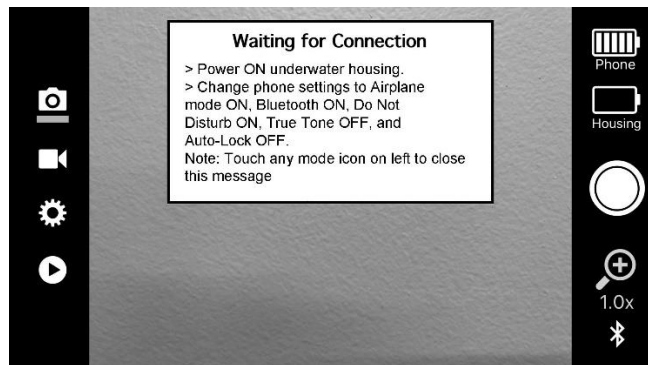 Waiting for Connection
> Power ON underwater housing.
> Change phone settings to Airplane
mode ON, Bluetooth ON, Do Not
Disturb ON, True Tone OFF, and
Auto-Lock OFF.
Note: Touch any mode icon on left to close
this message
Phone
Housing
1.0x